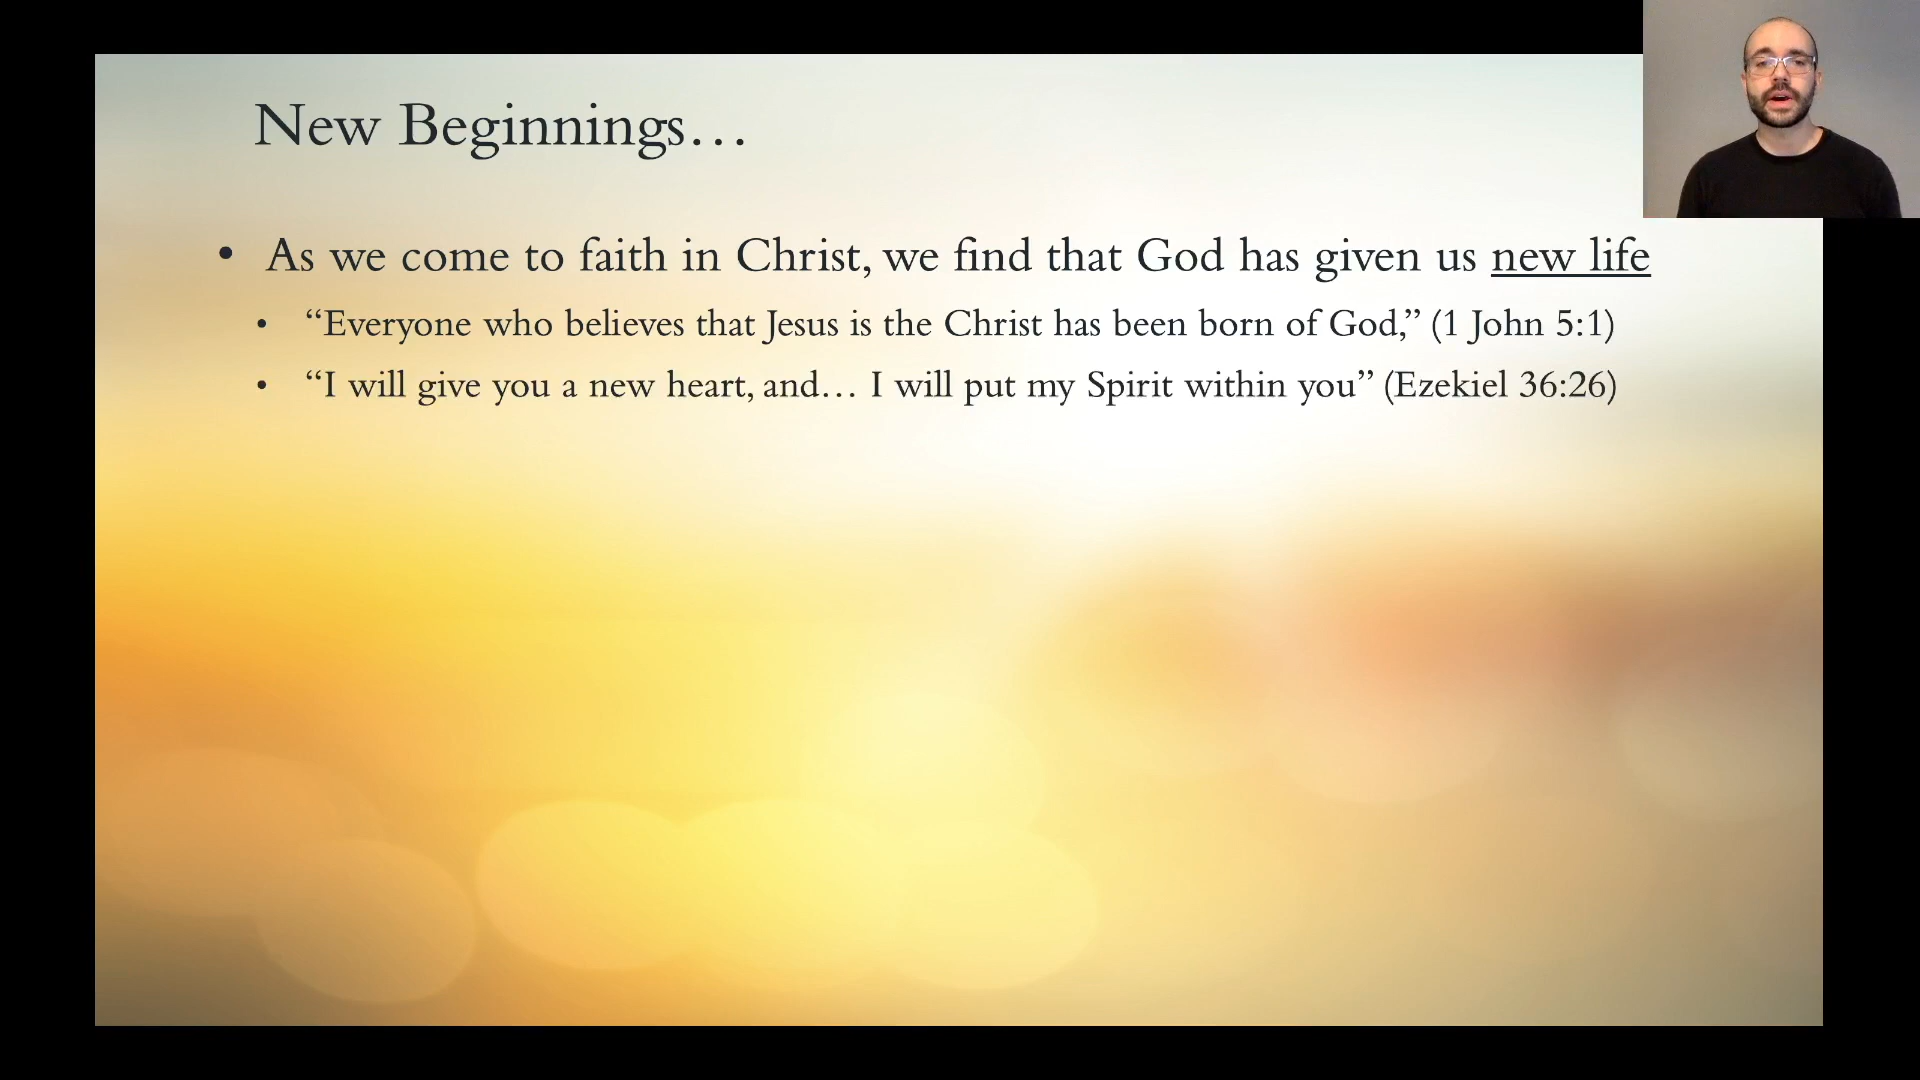 New Beginnings…
• As we come to faith in Christ, we find that God has given us new life
• “Everyone who believes that Jesus is the Christ has been born of God,” (1 John 5:1)
• “I will give you a new heart, and… I will put my Spirit within you” (Ezekiel 36:26)